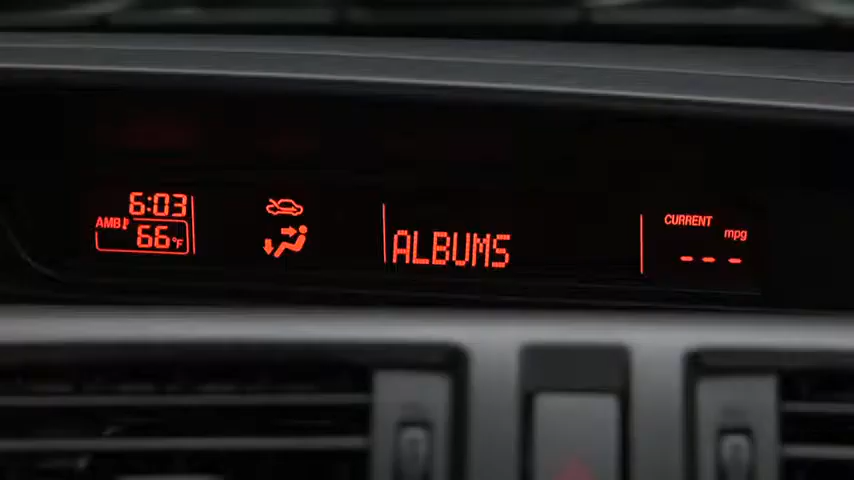 6:03
AMB 66°F
ALBUMS
CURRENT
mpg
---